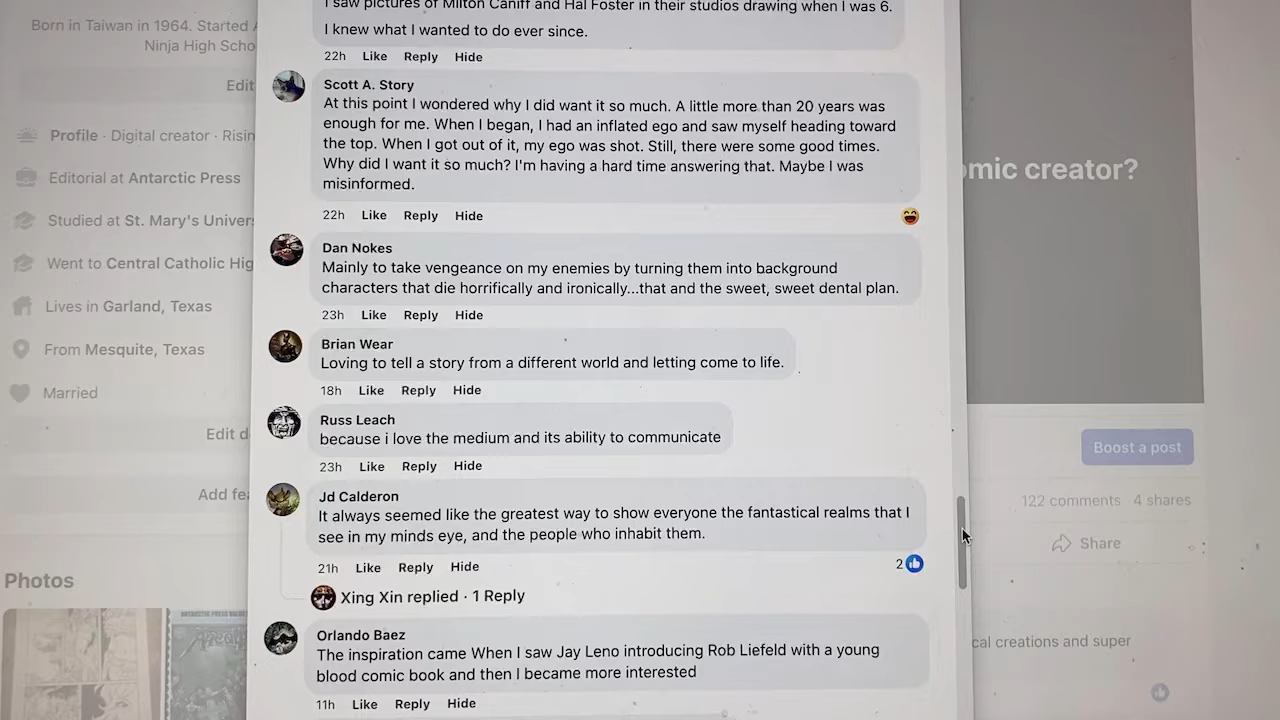 I saw pictures of Milton Caniff and Hal Foster in their studios drawing when I was 6.
I knew what I wanted to do ever since.
22h Like Reply Hide
Scott A. Story
At this point I wondered why I did want it so much. A little more than 20 years was
enough for me. When I began, I had an inflated ego and saw myself heading toward
the top. When I got out of it, my ego was shot. Still, there were some good times.
Why did I want it so much? I'm having a hard time answering that. Maybe I was
misinformed.
22h Like Reply Hide
Dan Nokes
Mainly to take vengeance on my enemies by turning them into background
characters that die horrifically and ironically...that and the sweet, sweet dental plan.
23h Like Reply Hide
Brian Wear
Loving to tell a story from a different world and letting come to life.
18h Like Reply Hide
Russ Leach
because i love the medium and its ability to communicate
23h Like Reply Hide
Jd Calderon
It always seemed like the greatest way to show everyone the fantastical realms that I
see in my minds eye, and the people who inhabit them.
21h Like Reply Hide
2
Xing Xin replied · 1 Reply
Orlando Baez
The inspiration came When I saw Jay Leno introducing Rob Liefeld with a young
blood comic book and then I became more interested
11h Like Reply Hide
Born in Taiwan in 1964. Started
Ninja High Scho
Edit
Profile · Digital creator · Risin
Editorial at Antarctic Press
Studied at St. Mary's Univer
Went to Central Catholic Hig
Lives in Garland, Texas
From Mesquite, Texas
Married
Edit d
Add fea
Photos
omic creator?
Boost a post
122 comments 4 shares
Share
cal creations and super